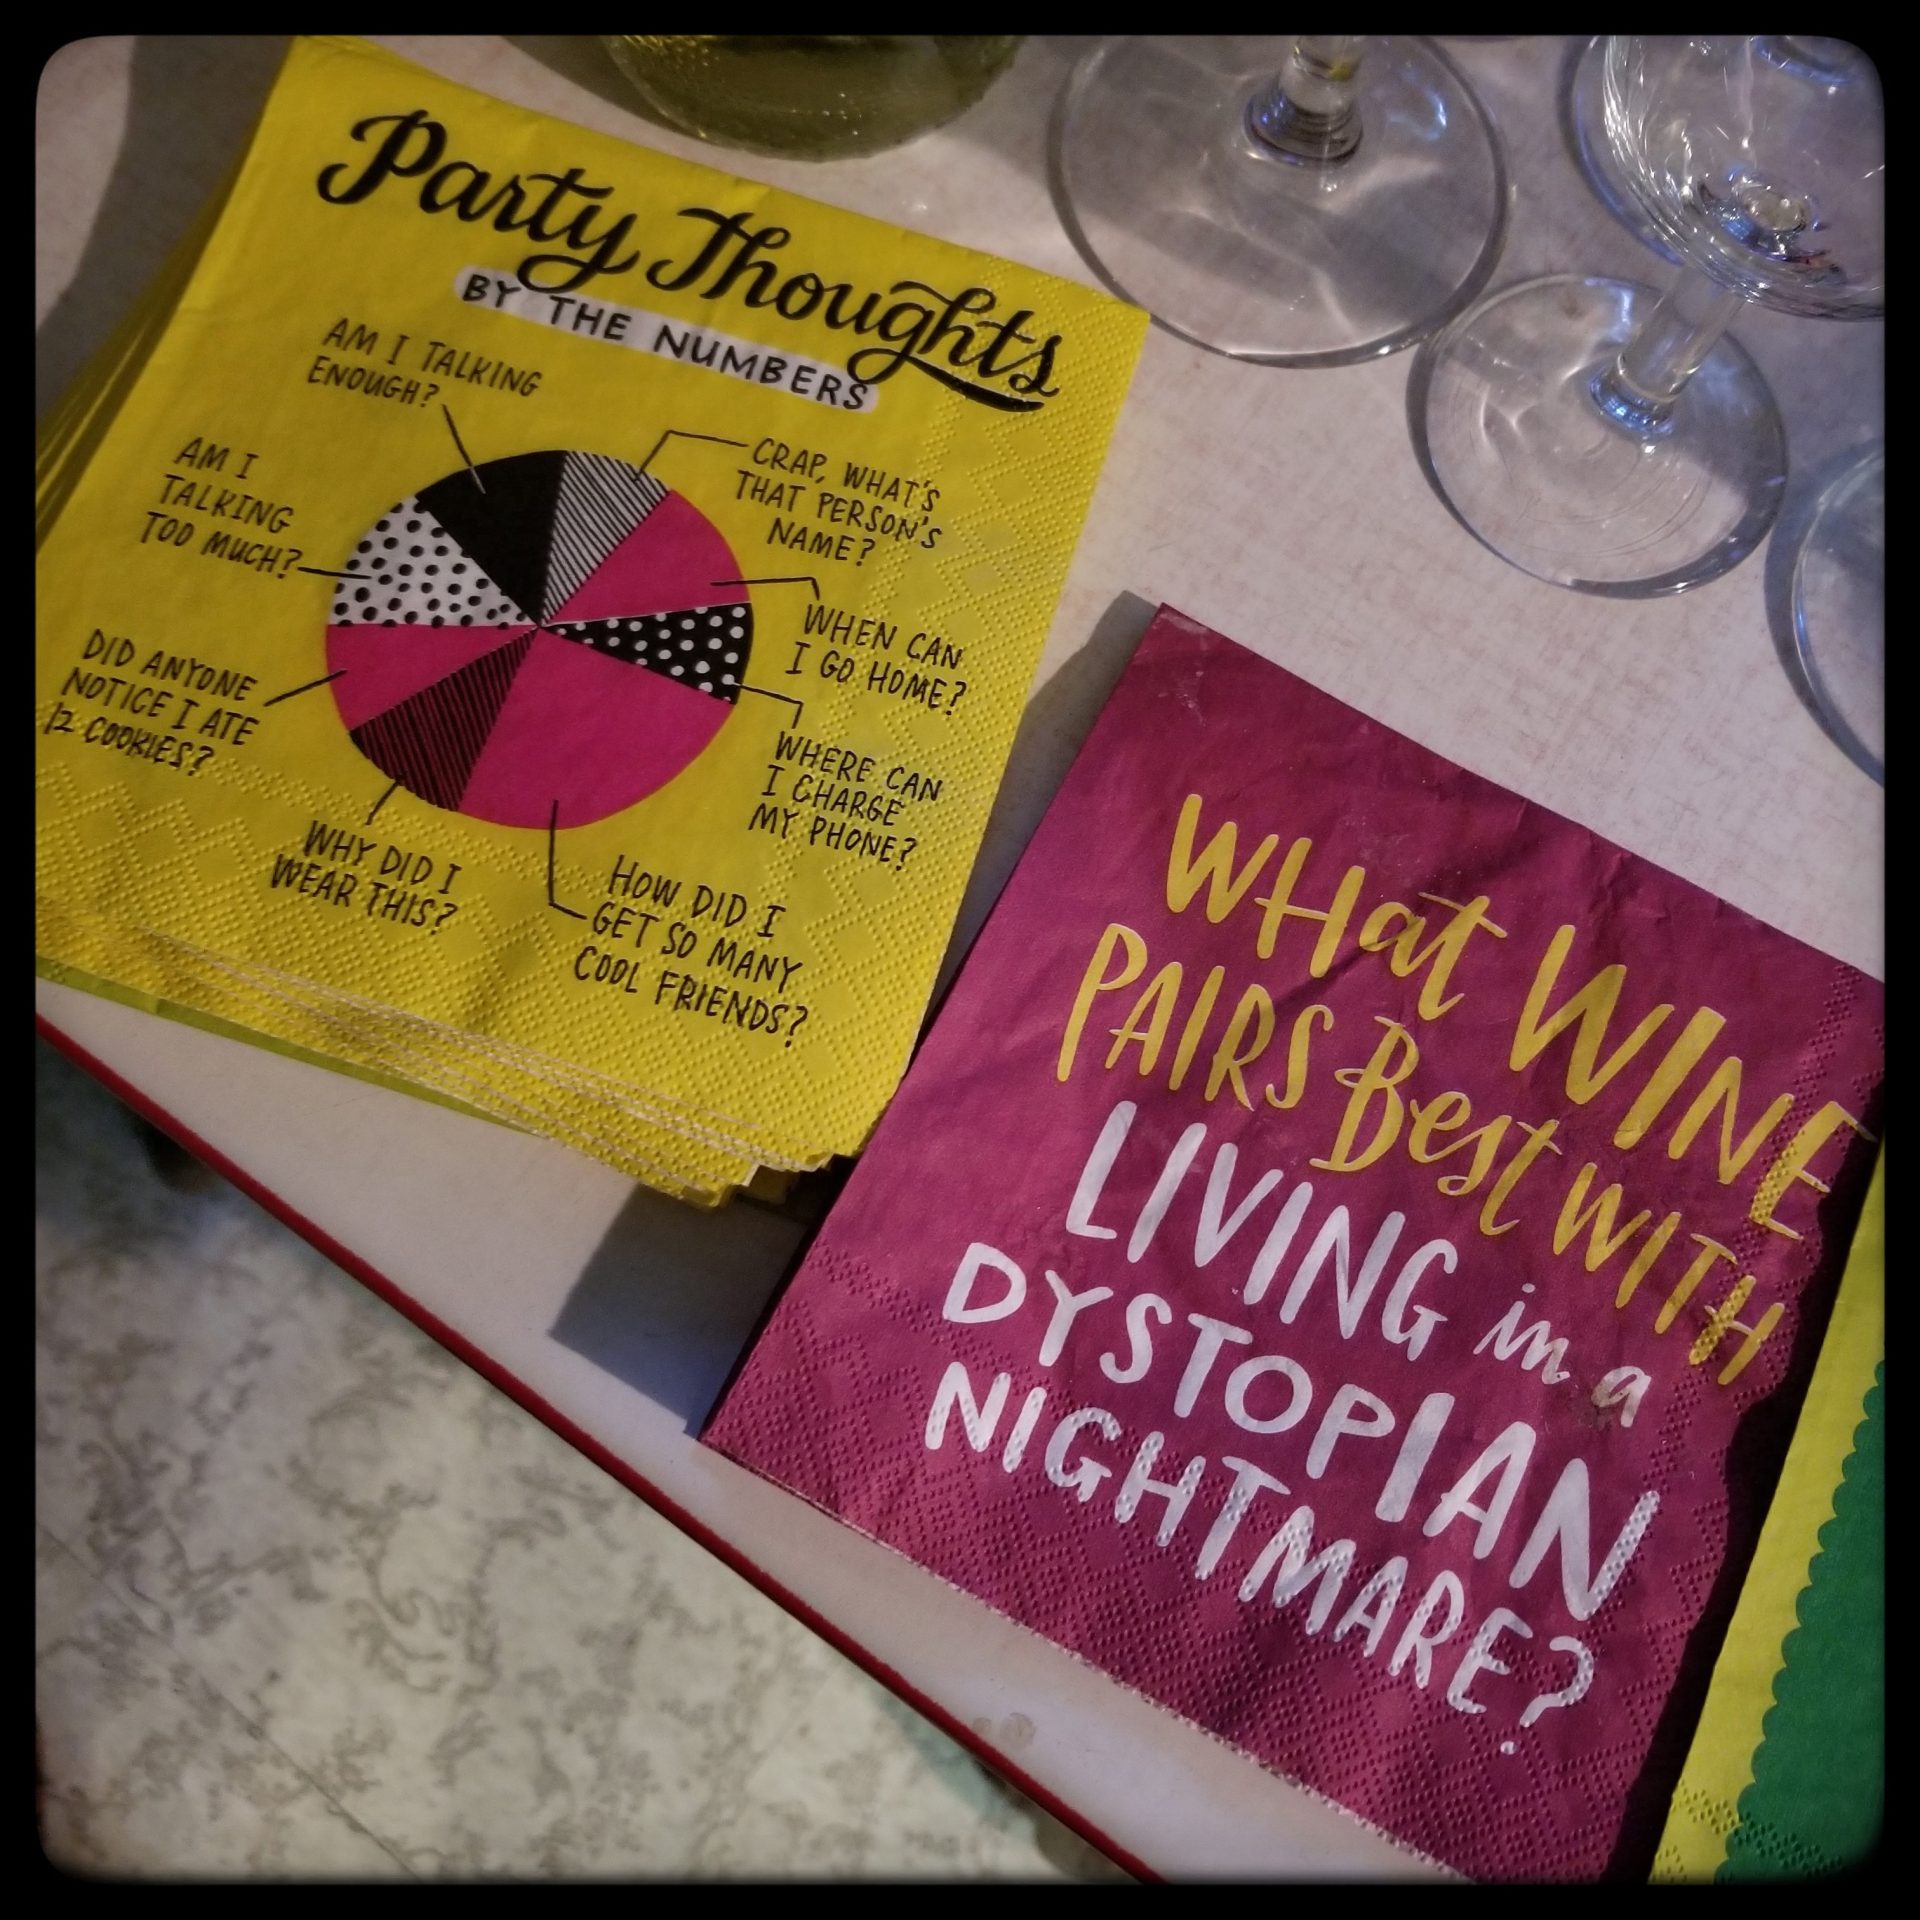 Party Thoughts
BY THE NUMBERS
AM I TALKING
ENOUGH?
CRAP, WHAT'S
THAT PERSON'S
NAME?
AM I
TALKING
TOO MUCH?
WHEN CAN
I GO HOME?
DID ANYONE
NOTICE I ATE
12 COOKIES?
WHERE CAN
I CHARGE
MY PHONE?
WHY DID I
WEAR THIS?
HOW DID I
GET SO MANY
COOL FRIENDS?
WHat WINE
PAIRS Best WITH
LIVING in a
DYSTOPIAN
NIGHTMARE?